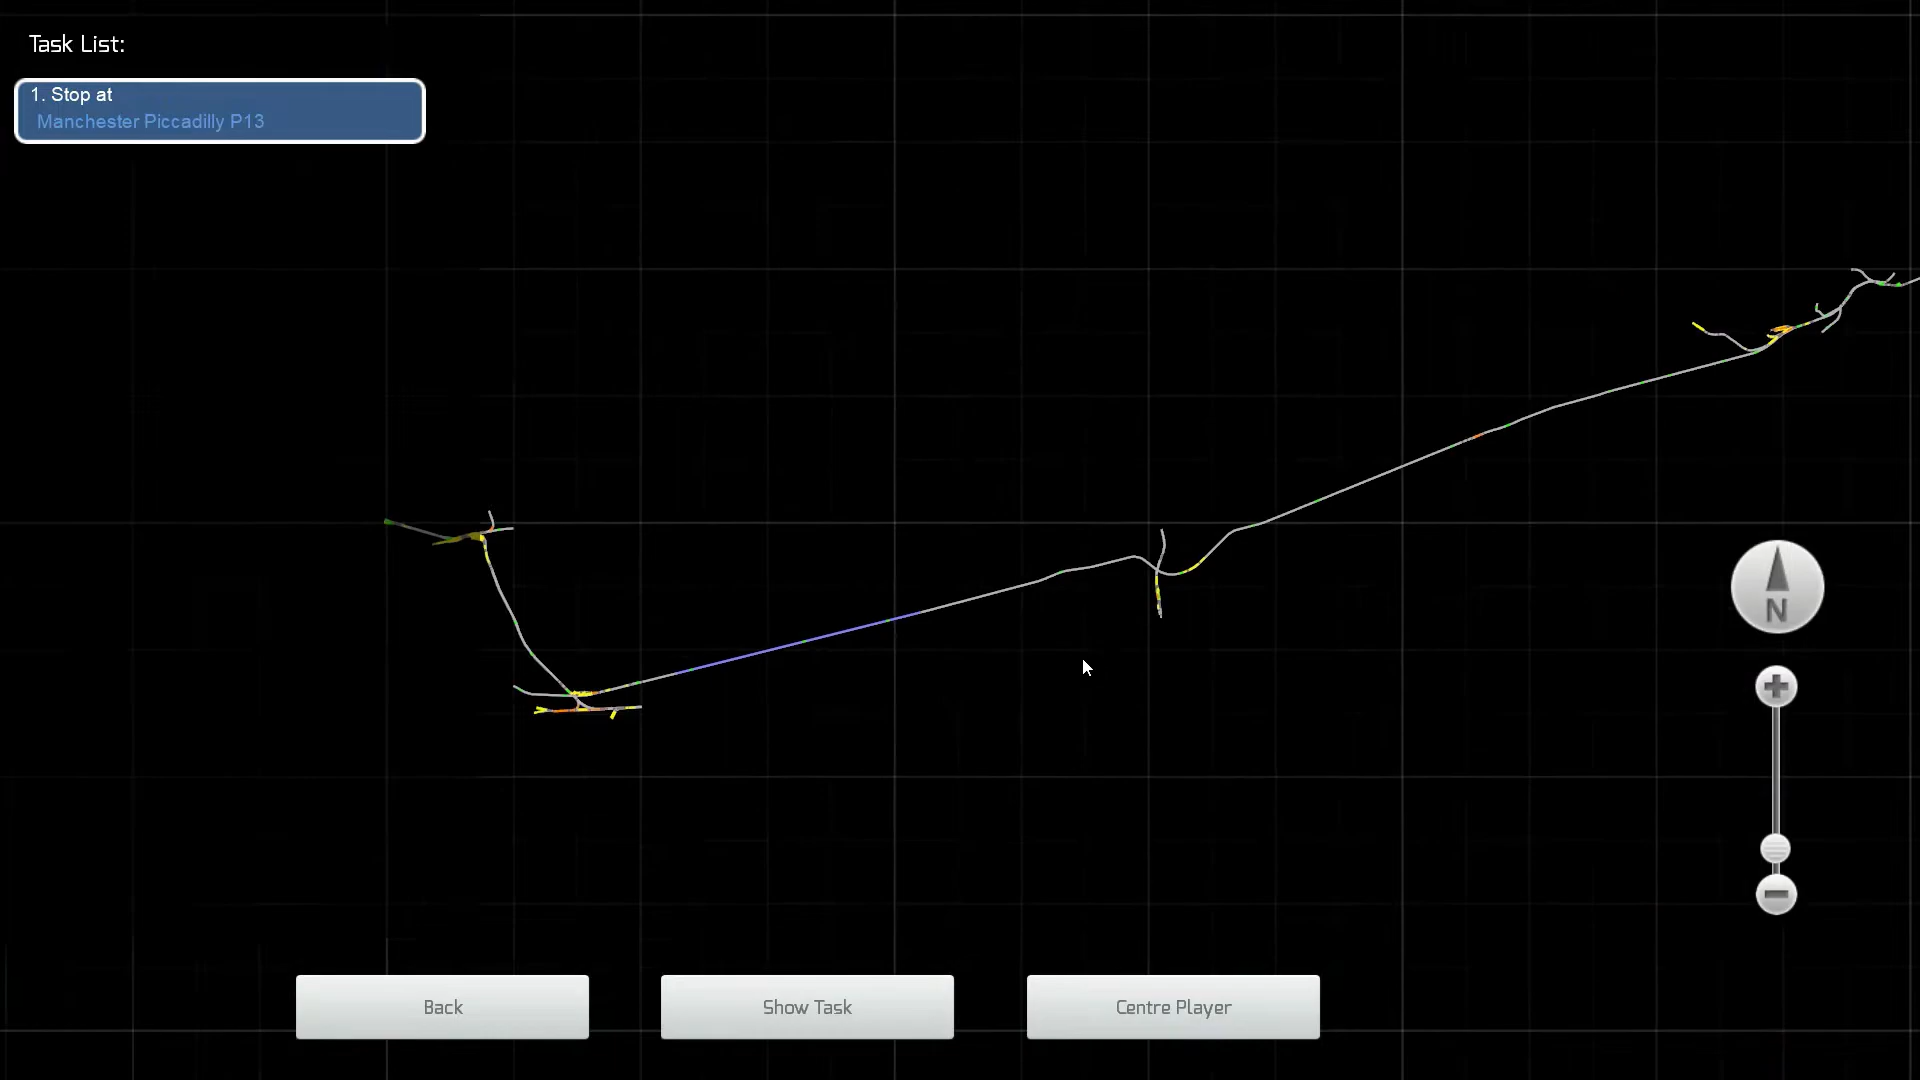 Task List:
1. Stop at
Manchester Piccadilly P13
N
Back
Show Task
Centre Player